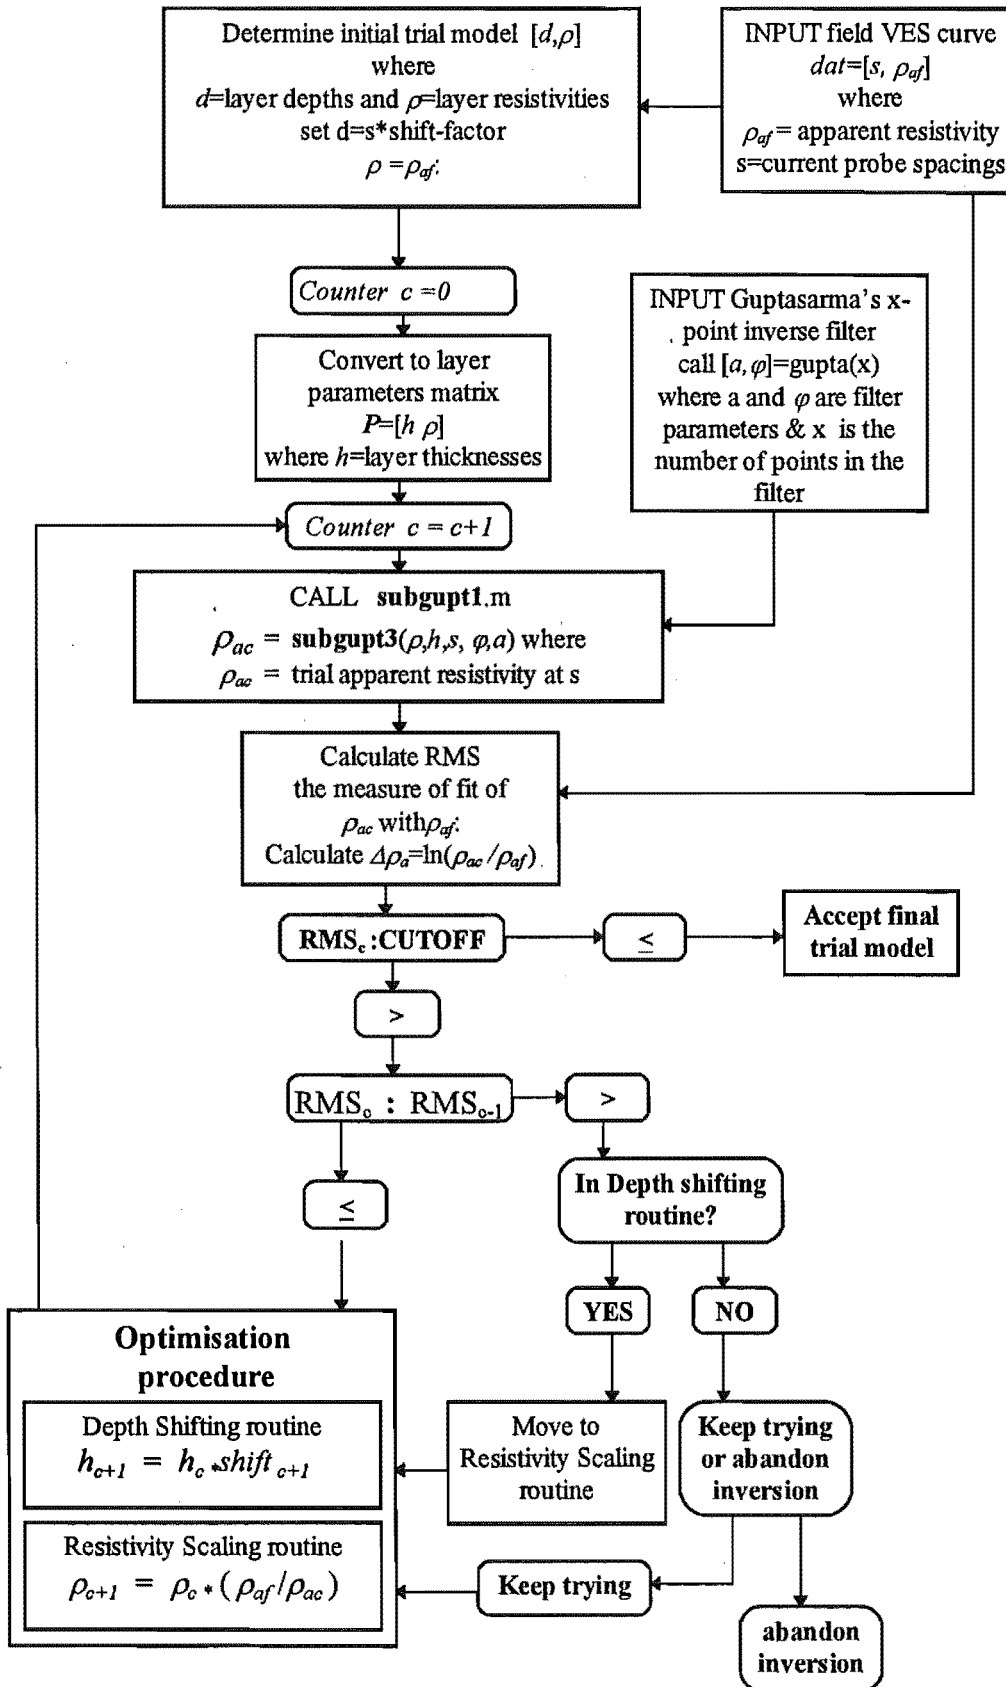 Determine initial trial model [d,ρ]
where
d=layer depths and ρ=layer resistivities
set d=s*shift-factor
ρ =ρaf:
INPUT field VES curve
dat=[s, ρaf]
where
ρaf= apparent resistivity
s=current probe spacings
Counter c =0
Convert to layer
parameters matrix
P=[h ρ]
where h=layer thicknesses
INPUT Guptasarma's x-
point inverse filter
call [a, φ]=gupta(x)
where a and φ are filter
parameters & x is the
number of points in the
filter
Counter c = c+1
CALL subgupt1.m
ρac = subgupt3(ρ,h,s, φ,a) where
ρac = trial apparent resistivity at s
Calculate RMS
the measure of fit of
ρac withρaf:
Calculate Δρa=ln(ρac/ρaf)
RMSc :CUTOFF
≤
Accept final
trial model
>
RMSc : RMSc-1
>
≤
In Depth shifting
routine?
YES
NO
Optimisation
procedure
Depth Shifting routine
hc+1 = hc*shift c+1
Resistivity Scaling routine
ρc+1 = ρc*(ρaf/ρac)
Move to
Resistivity Scaling
routine
Keep trying
or abandon
inversion
Keep trying
abandon
inversion